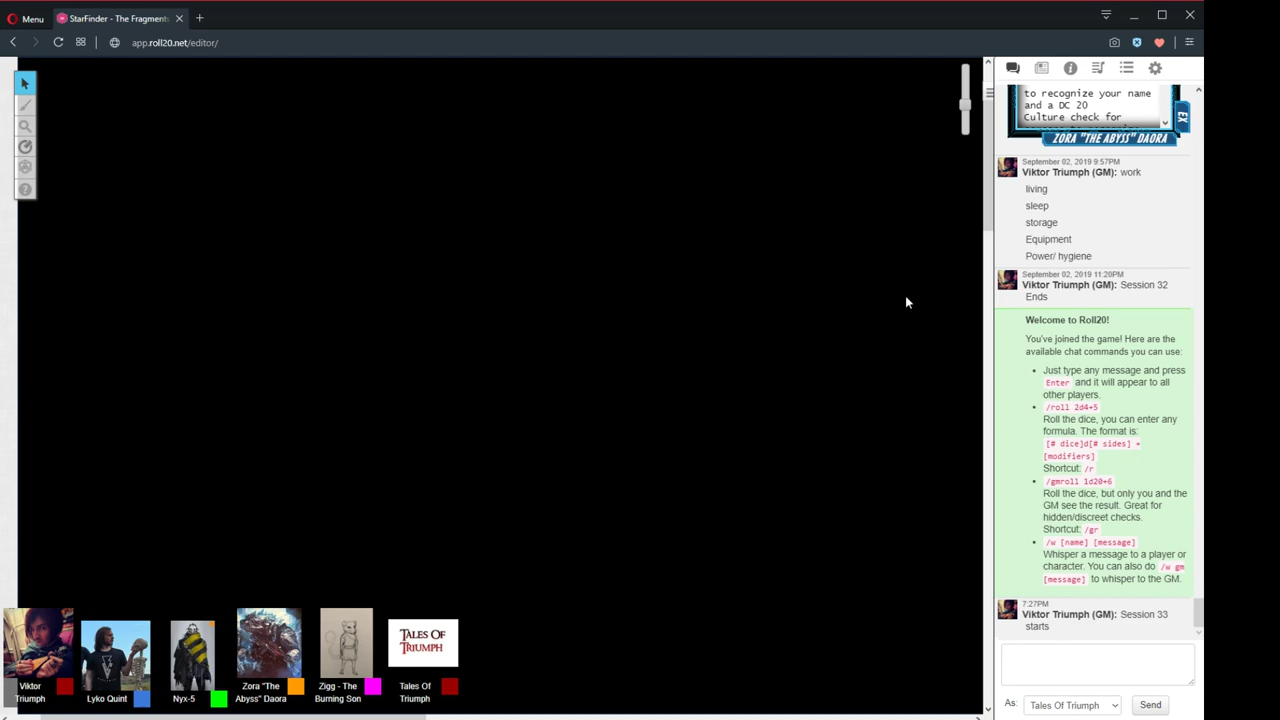 Menu
StarFinder - The Fragments
app.roll20.net/editor/
to recognize your name
and a DC 20
Culture check for
EX
ZORA "THE ABYSS" DAORA
September 02, 2019 9:57PM
Viktor Triumph (GM): work
living
sleep
storage
Equipment
Power/ hygiene
September 02, 2019 11:20PM
Viktor Triumph (GM): Session 32
Ends
Welcome to Roll20!
You've joined the game! Here are the
available chat commands you can use:
Just type any message and press
Enter and it will appear to all
other players.
/roll 2d4+5
Roll the dice, you can enter any
formula. The format is:
[# dice]d[# sides] +
[modifiers]
Shortcut: /r
/gmroll 1d20+6
Roll the dice, but only you and the
GM see the result. Great for
hidden/discreet checks.
Shortcut: /gr
/w [name] [message]
Whisper a message to a player or
character. You can also do /w gm
[message] to whisper to the GM.
7:27PM
Viktor Triumph (GM): Session 33
starts
As: Tales Of Triumph Send
TALES OF
TRIUMPH
Viktor
Triumph
Lyko Quint
Nyx-5
Zora "The
Abyss" Daora
Zigg - The
Burning Son
Tales Of
Triumph